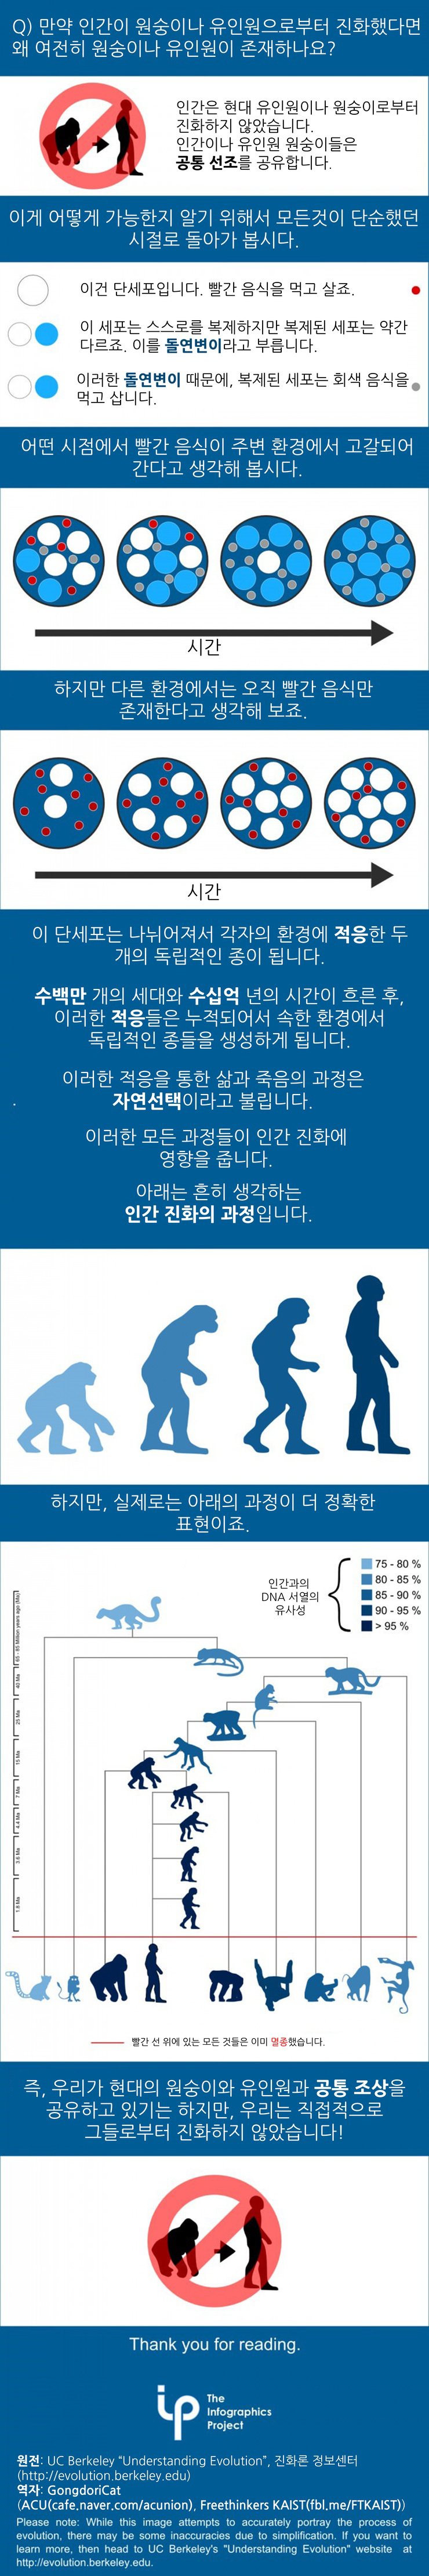 Q) 만약 인간이 원숭이나 유인원으로부터 진화했다면
왜 여전히 원숭이나 유인원이 존재하나요?
인간은 현대 유인원이나 원숭이로부터
진화하지 않았습니다.
인간이나 유인원 원숭이들은
공통 선조를 공유합니다.
이게 어떻게 가능한지 알기 위해서 모든것이 단순했던
시절로 돌아가 봅시다.
이건 단세포입니다. 빨간 음식을 먹고 살죠.
이 세포는 스스로를 복제하지만 복제된 세포는 약간
다르죠. 이를 돌연변이라고 부릅니다.
이러한 돌연변이 때문에, 복제된 세포는 회색 음식을
먹고 삽니다.
어떤 시점에서 빨간 음식이 주변 환경에서 고갈되어
간다고 생각해 봅시다.
시간
하지만 다른 환경에서는 오직 빨간 음식만
존재한다고 생각해 보죠.
시간
이 단세포는 나뉘어져서 각자의 환경에 적응한 두
개의 독립적인 종이 됩니다.
수백만 개의 세대와 수십억 년의 시간이 흐른 후,
이러한 적응들은 누적되어서 속한 환경에서
독립적인 종들을 생성하게 됩니다.
이러한 적응을 통한 삶과 죽음의 과정은
자연선택이라고 불립니다.
이러한 모든 과정들이 인간 진화에
영향을 줍니다.
아래는 흔히 생각하는
인간 진화의 과정입니다.
하지만, 실제로는 아래의 과정이 더 정확한
표현이죠.
인간과의
DNA 서열의
유사성
75 - 80 %
80 - 85 %
85 - 90 %
90 - 95 %
> 95 %
65 - 85 Million years ago (Ma)
40 Ma
25 Ma
15 Ma
7 Ma
4.4 Ma
3.6 Ma
1.8 Ma
빨간 선 위에 있는 모든 것들은 이미 멸종했습니다.
즉, 우리가 현대의 원숭이와 유인원과 공통 조상을
공유하고 있기는 하지만, 우리는 직접적으로
그들로부터 진화하지 않았습니다!
Thank you for reading.
ip The
Infographics
Project
원전: UC Berkeley “Understanding Evolution”, 진화론 정보센터
(http://evolution.berkeley.edu)
역자: GongdoriCat
(ACU(cafe.naver.com/acunion), Freethinkers KAIST(fbl.me/FTKAIST))
Please note: While this image attempts to accurately portray the process of
evolution, there may be some inaccuracies due to simplification. If you want to
learn more, then head to UC Berkeley's "Understanding Evolution" website at
http://evolution.berkeley.edu.